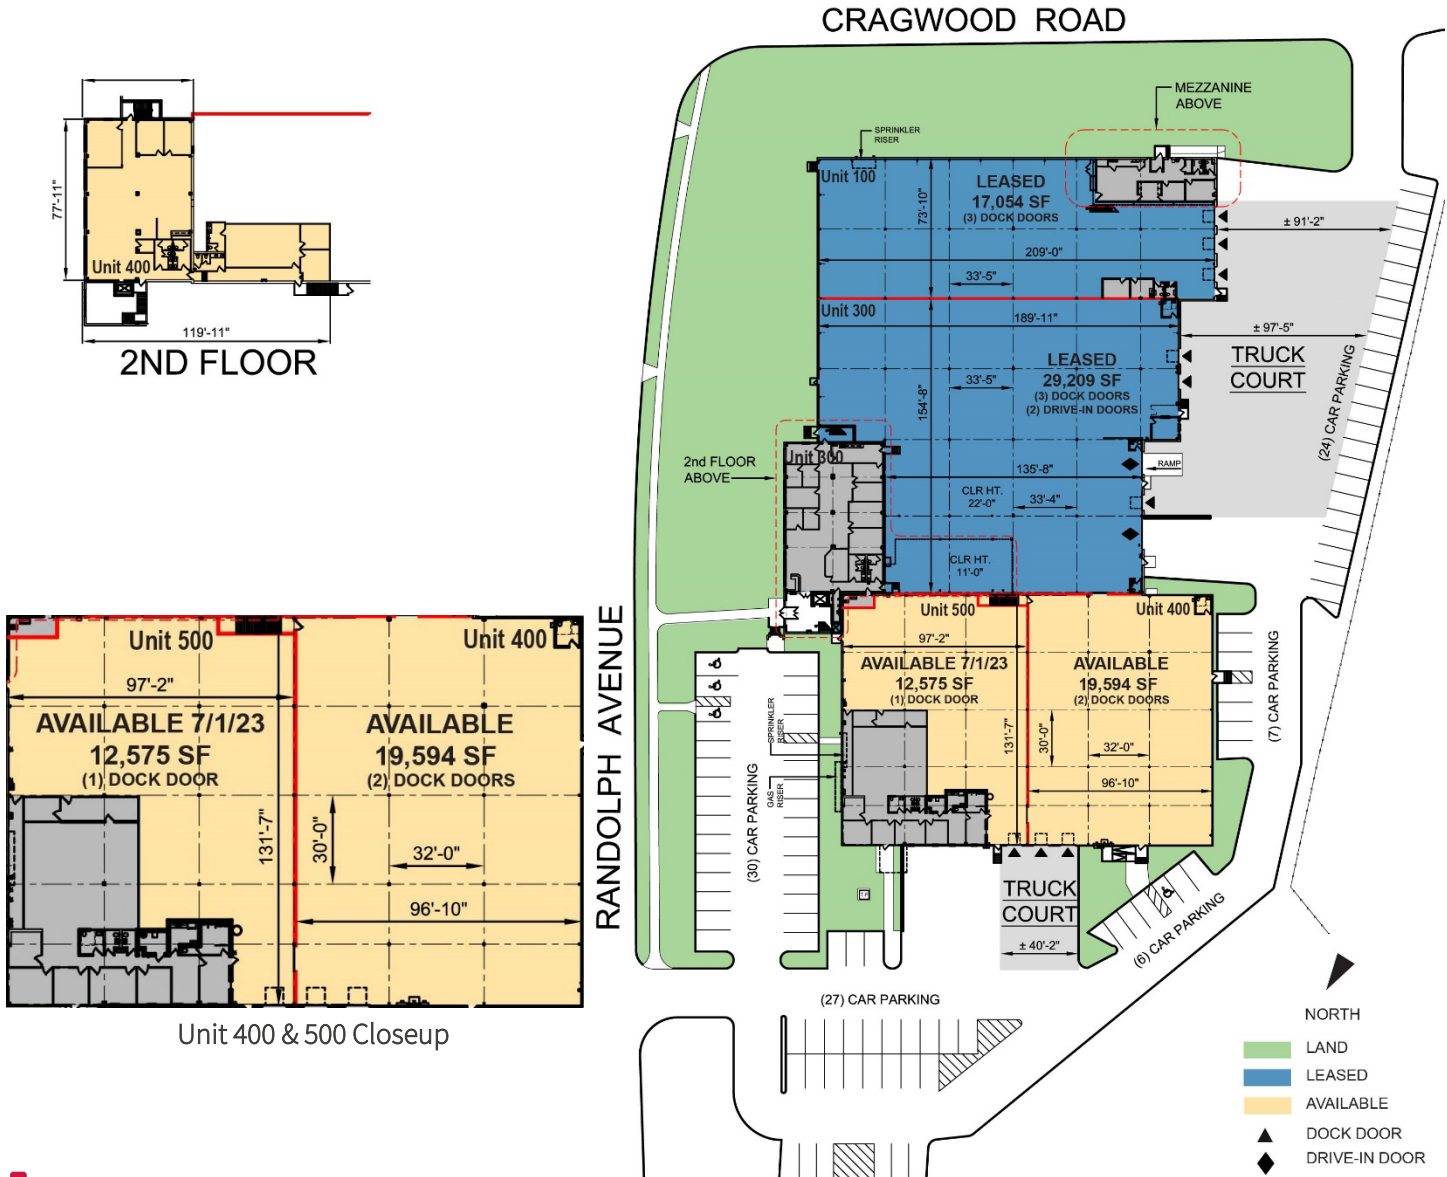 CRAGWOOD ROAD
MEZZANINE
ABOVE
SPRINKLER
RISER
Unit 100
LEASED
17,054 SF
(3) DOCK DOORS
73'-10"
209'-0"
33'-5"
± 91'-2"
Unit 300
189'-11"
LEASED
29,209 SF
(3) DOCK DOORS
(2) DRIVE-IN DOORS
33'-5"
154'-8"
± 97'-5"
TRUCK
COURT
(24) CAR PARKING
2nd FLOOR
ABOVE
Unit 300
135'-8"
RAMP
CLR HT.
22'-0"
33'-4"
CLR HT.
11'-0"
77'-11"
Unit 400
119'-11"
2ND FLOOR
Unit 500
Unit 400
97'-2"
AVAILABLE 7/1/23
12,575 SF
(1) DOCK DOOR
AVAILABLE
19,594 SF
(2) DOCK DOORS
131'-7"
30'-0"
32'-0"
96'-10"
Unit 400 & 500 Closeup
RANDOLPH AVENUE
Unit 500
Unit 400
97'-2"
AVAILABLE 7/1/23
12,575 SF
(1) DOCK DOOR
AVAILABLE
19,594 SF
(2) DOCK DOORS
131'-7"
30'-0"
32'-0"
96'-10"
SPRINKLER
RISER
GAS
RISER
(30) CAR PARKING
(7) CAR PARKING
TRUCK
COURT
± 40'-2"
(6) CAR PARKING
(27) CAR PARKING
NORTH
LAND
LEASED
AVAILABLE
DOCK DOOR
DRIVE-IN DOOR